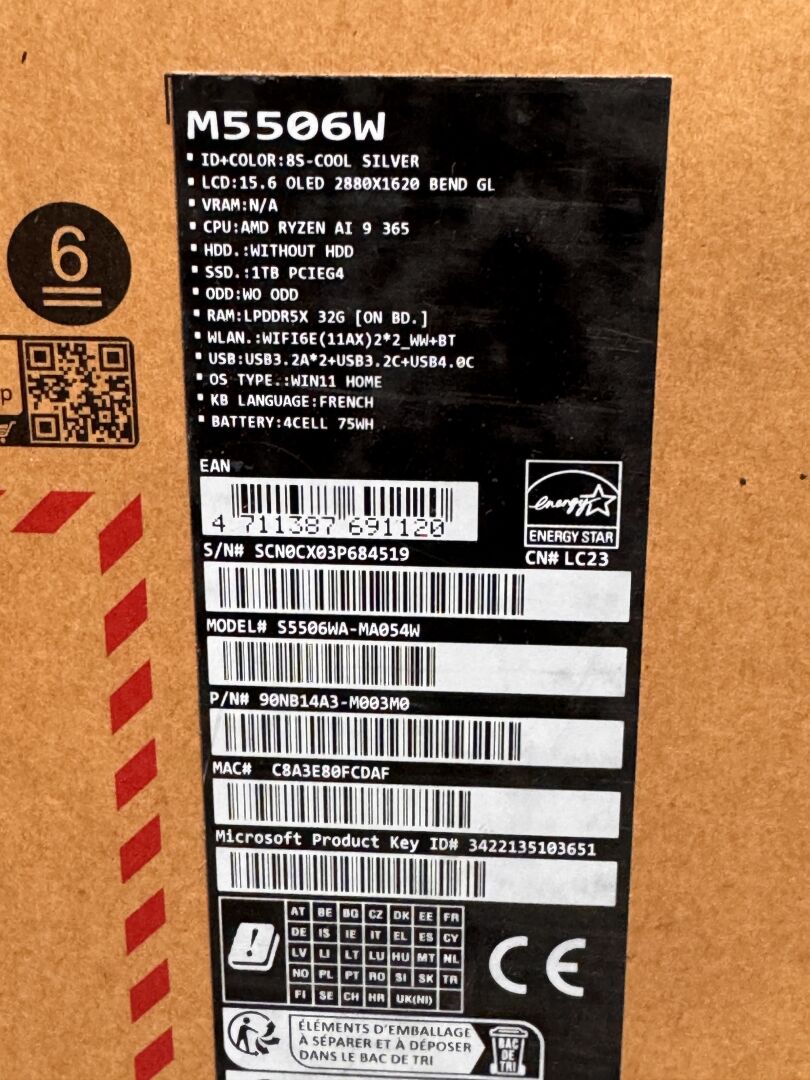 M5506W
▪ ID+COLOR:8S-COOL SILVER
▪ LCD:15.6 OLED 2880X1620 BEND GL
▪ VRAM:N/A
▪ CPU:AMD RYZEN AI 9 365
▪ HDD.:WITHOUT HDD
▪ SSD.:1TB PCIEG4
▪ ODD:WO ODD
▪ RAM:LPDDR5X 32G [ON BD.]
▪ WLAN.:WIFI6E(11AX)2*2_WW+BT
▪ USB:USB3.2A*2+USB3.2C+USB4.0C
▪ OS TYPE.:WIN11 HOME
▪ KB LANGUAGE:FRENCH
▪ BATTERY:4CELL 75WH
6
EAN
4 711387 691120
energy
ENERGY STAR
S/N# SCN0CX03P684519
CN# LC23
MODEL# S5506WA-MA054W
P/N# 90NB14A3-M003M0
MAC# C8A3E80FCDAF
Microsoft Product Key ID# 3422135103651
AT BE BG CZ DK EE FR
DE IS IE IT EL ES CY
LV LI LT LU HU MT NL
NO PL PT RO SI SK TR
FI SE CH HR UK(NI)
CE
ÉLÉMENTS D'EMBALLAGE
À SÉPARER ET À DÉPOSER
DANS LE BAC DE TRI
BAC
DE
TRI